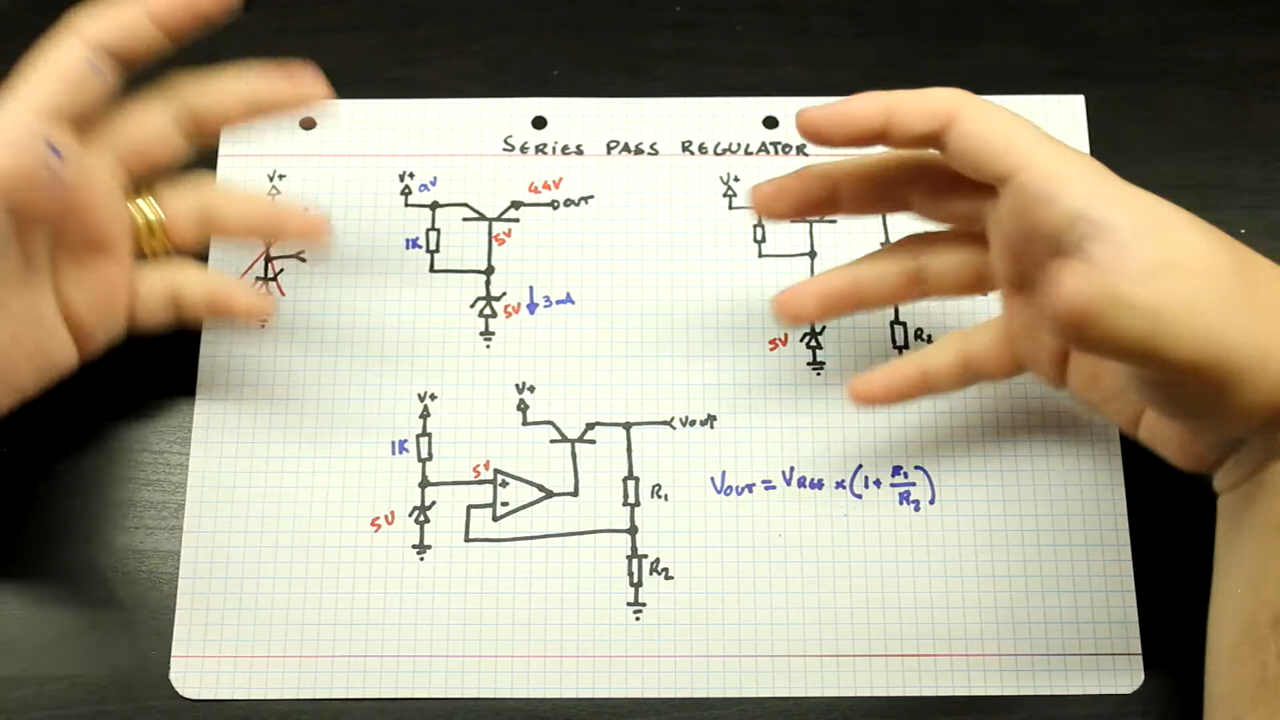 SERIES PASS REGULATOR
V+
V+
9V
4.4V
OUT
1K
5V
5V
3mA
V+
5V
R2
V+
1K
5V
5V
+
-
V+
VOUT
R1
R2
VOUT = VREF × (1 + R1/R2)